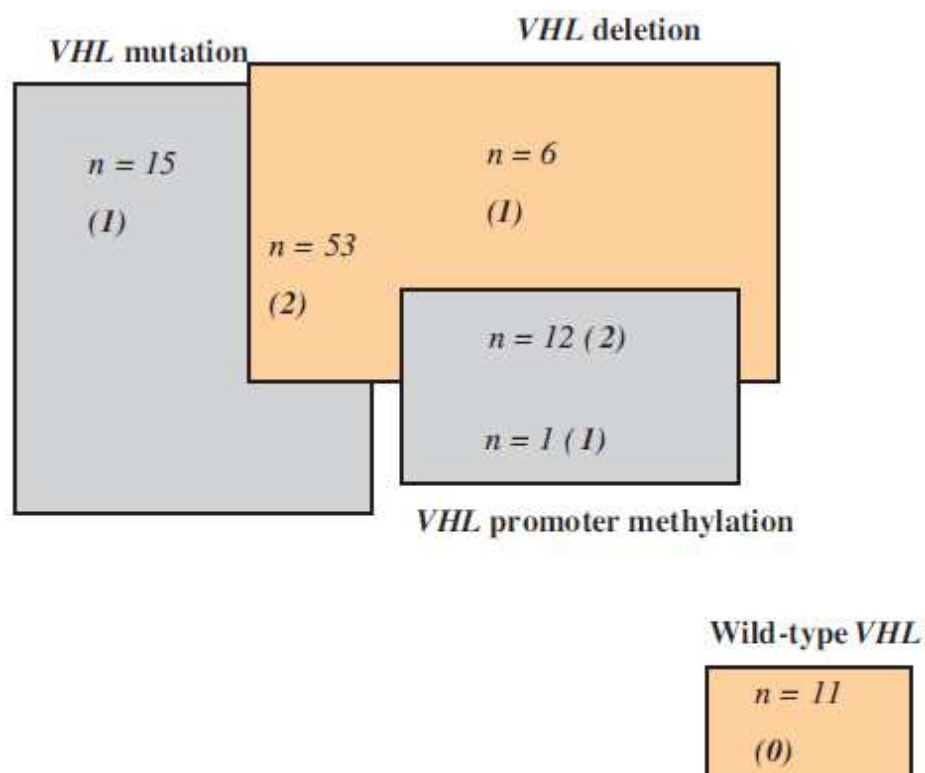 VHL deletion
VHL mutation
n = 15
(1)
n = 6
(1)
n = 53
(2)
n = 12 (2)
n = 1 (1)
VHL promoter methylation
Wild-type VHL
n = 11
(0)